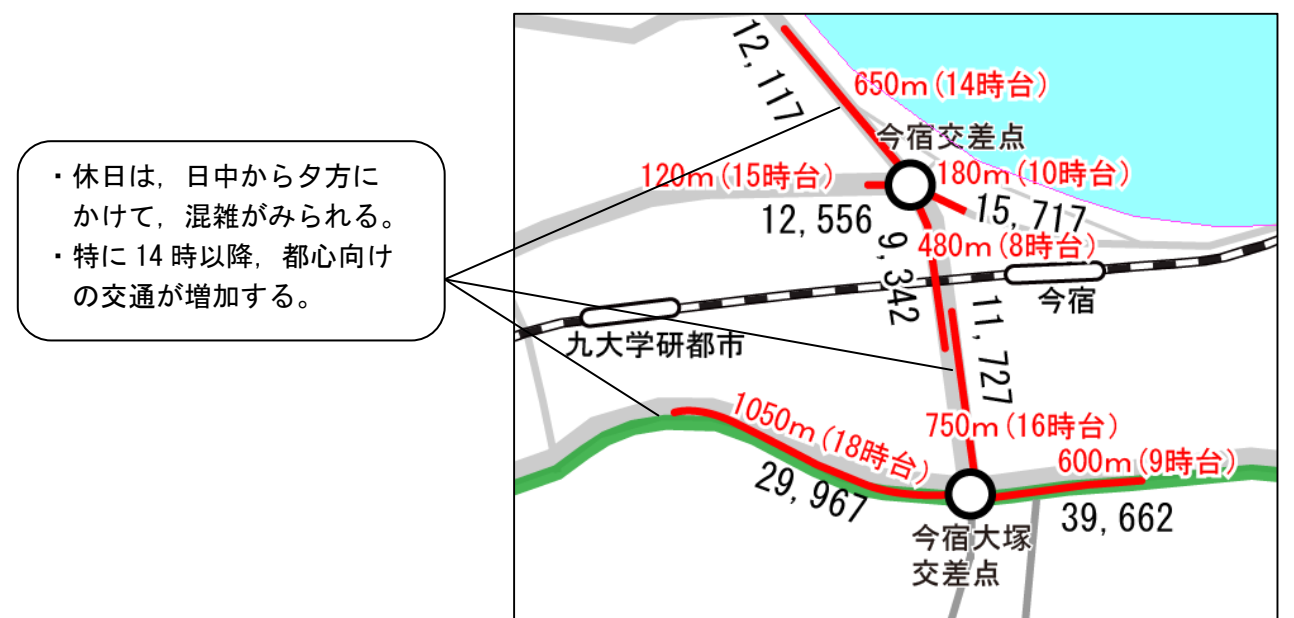 ・休日は，日中から夕方に
かけて，混雑がみられる。
・特に14時以降，都心向け
の交通が増加する。
12,117
650m(14時台)
今宿交差点
120m(15時台)
180m(10時台)
12,556
15,717
9,342
480m(8時台)
今宿
11,727
九大学研都市
1050m(18時台)
750m(16時台)
600m(9時台)
29,967
39,662
今宿大塚
交差点